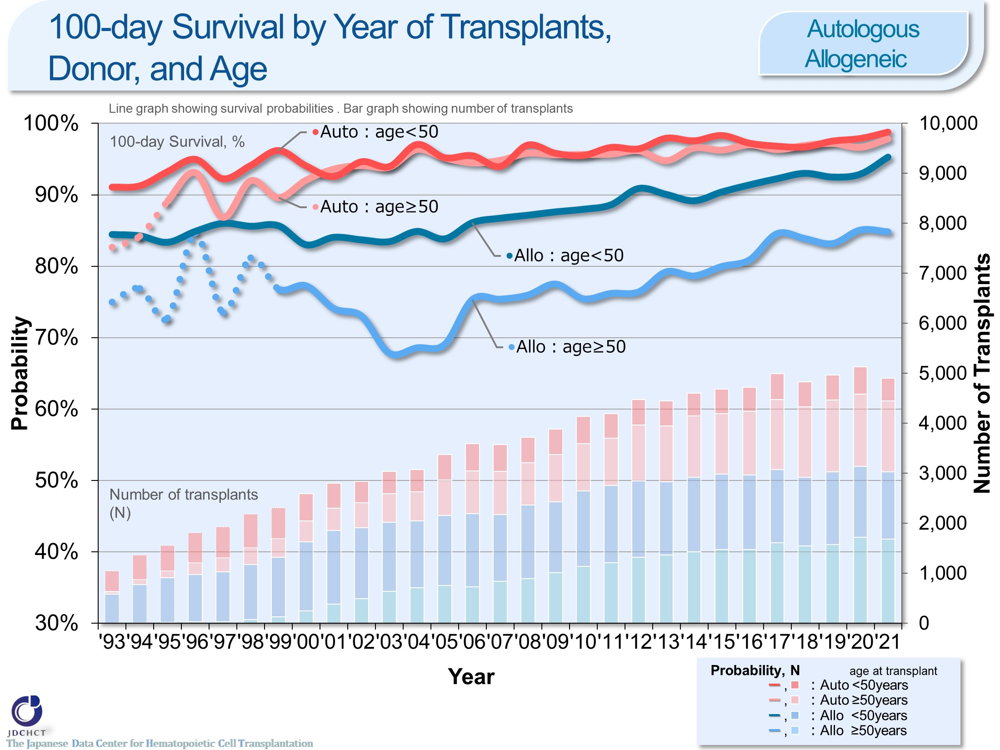 100-day Survival by Year of Transplants,
Donor, and Age
Autologous
Allogeneic
Line graph showing survival probabilities . Bar graph showing number of transplants
100%
90%
80%
70%
60%
50%
40%
30%
Probability
100-day Survival, %
Auto : age<50
Auto : age≥50
Allo : age<50
Allo : age≥50
Number of transplants
(N)
10,000
9,000
8,000
7,000
6,000
5,000
4,000
3,000
2,000
1,000
0
Number of Transplants
'93 '94 '95 '96 '97 '98 '99 '00 '01 '02 '03 '04 '05 '06 '07 '08 '09 '10 '11 '12 '13 '14 '15 '16 '17 '18 '19 '20 '21
Year
Probability, N age at transplant
, : Auto <50years
, : Auto ≥50years
, : Allo <50years
, : Allo ≥50years
JDCHCT
The Japanese Data Center for Hematopoietic Cell Transplantation